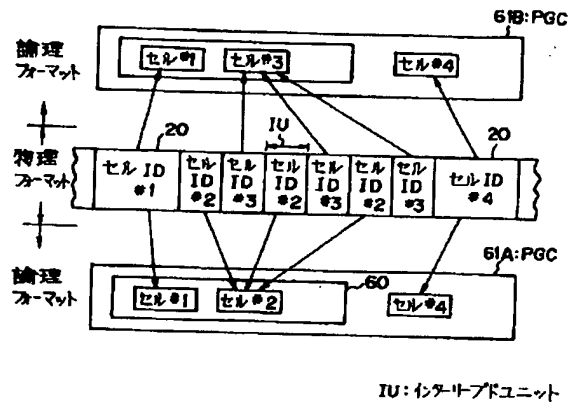 61B:PGC
論理
フォーマット
セル#1
セル#3
セル#4
20
IU
20
物理
フォーマット
セル ID #1
セル ID #2
セル ID #3
セル ID #2
セル ID #3
セル ID #2
セル ID #3
セル ID #4
61A:PGC
論理
フォーマット
60
セル#1
セル#2
セル#4
IU:インターリーブドユニット